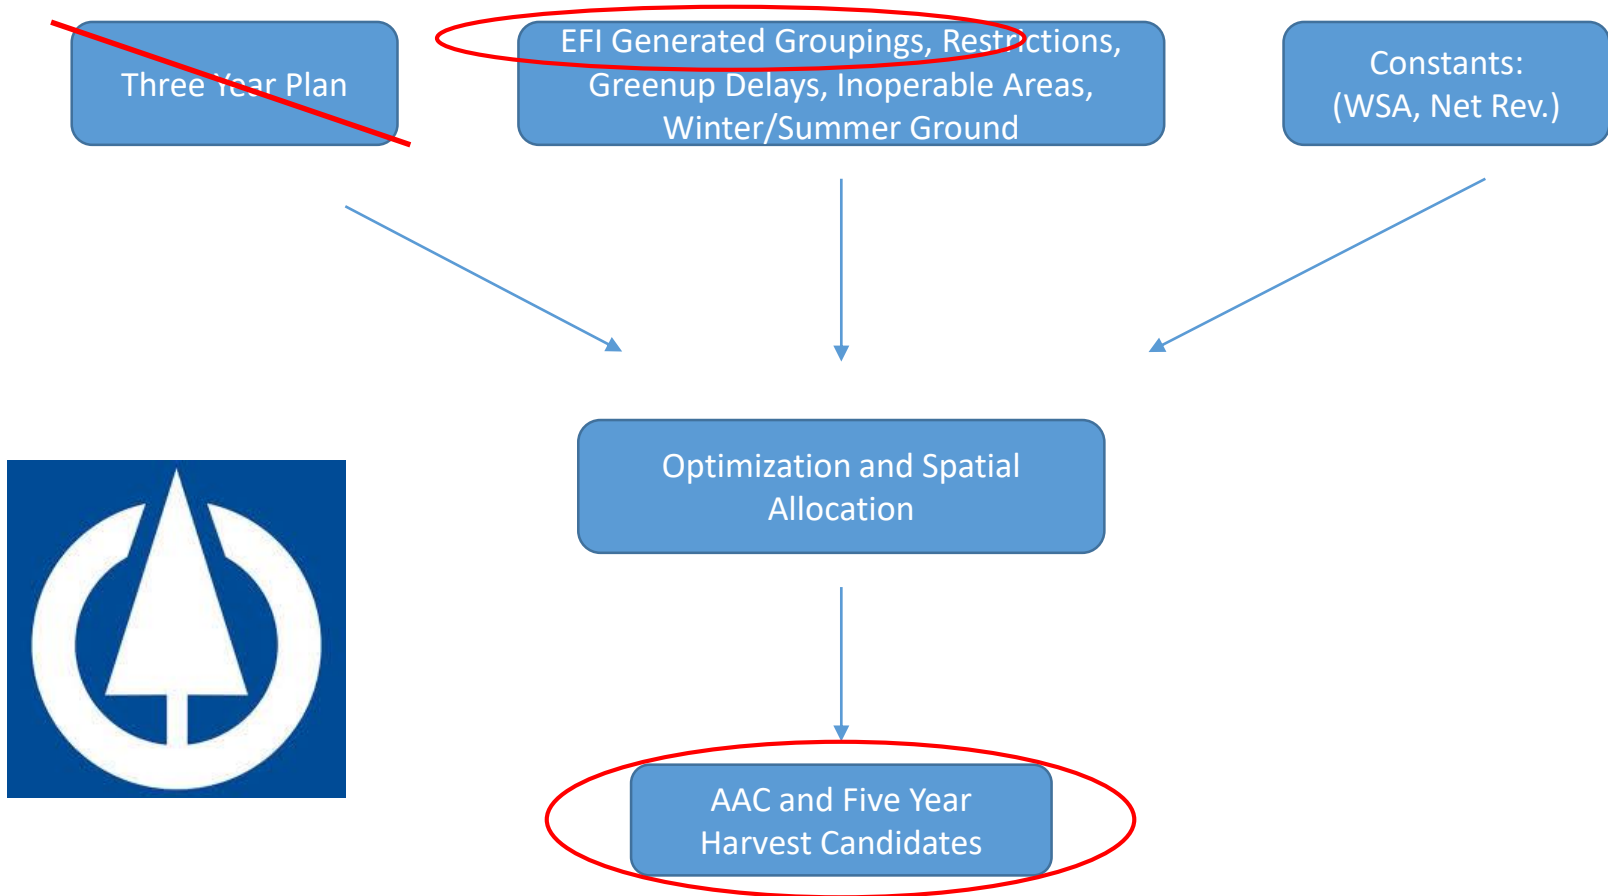 Three Year Plan
EFI Generated Groupings, Restrictions,
Greenup Delays, Inoperable Areas,
Winter/Summer Ground
Constants:
(WSA, Net Rev.)
Optimization and Spatial
Allocation
AAC and Five Year
Harvest Candidates